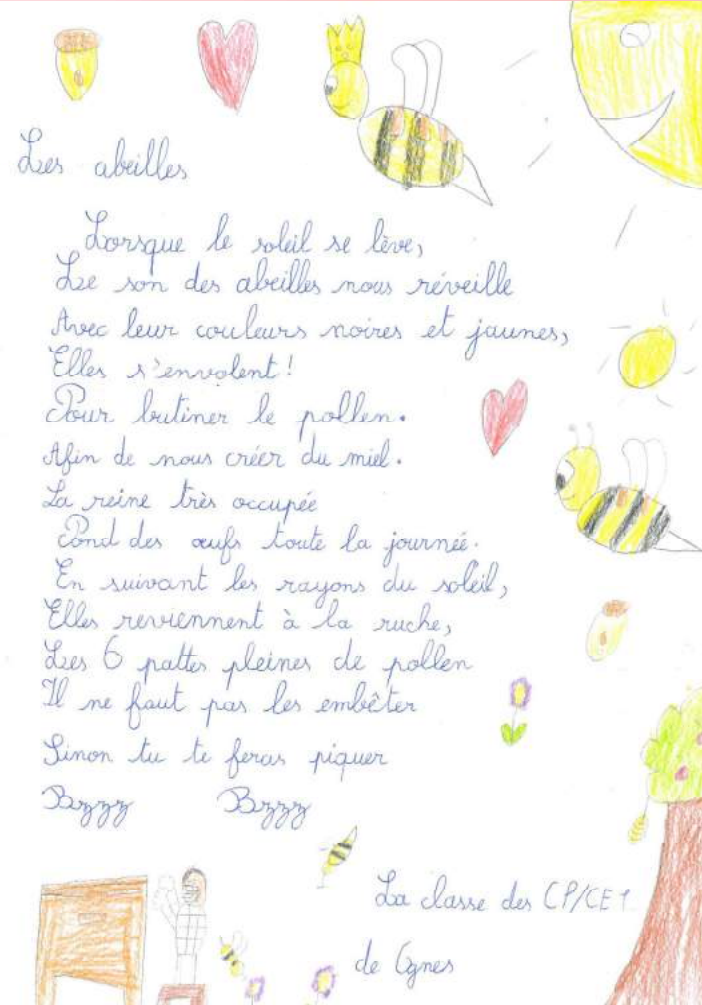 Les abeilles
Lorsque le soleil se lève,
Le son des abeilles nous réveille
Avec leur couleurs noires et jaunes,
Elles s'envolent !
Pour butiner le pollen.
Afin de nous créer du miel.
La reine très occupée
Pond des œufs toute la journée.
En suivant les rayons du soleil,
Elles reviennent à la ruche,
Les 6 pattes pleines de pollen
Il ne faut pas les embêter
Sinon tu te feras piquer
Bzzz Bzzz
La classe des CP/CE1
de Ognes